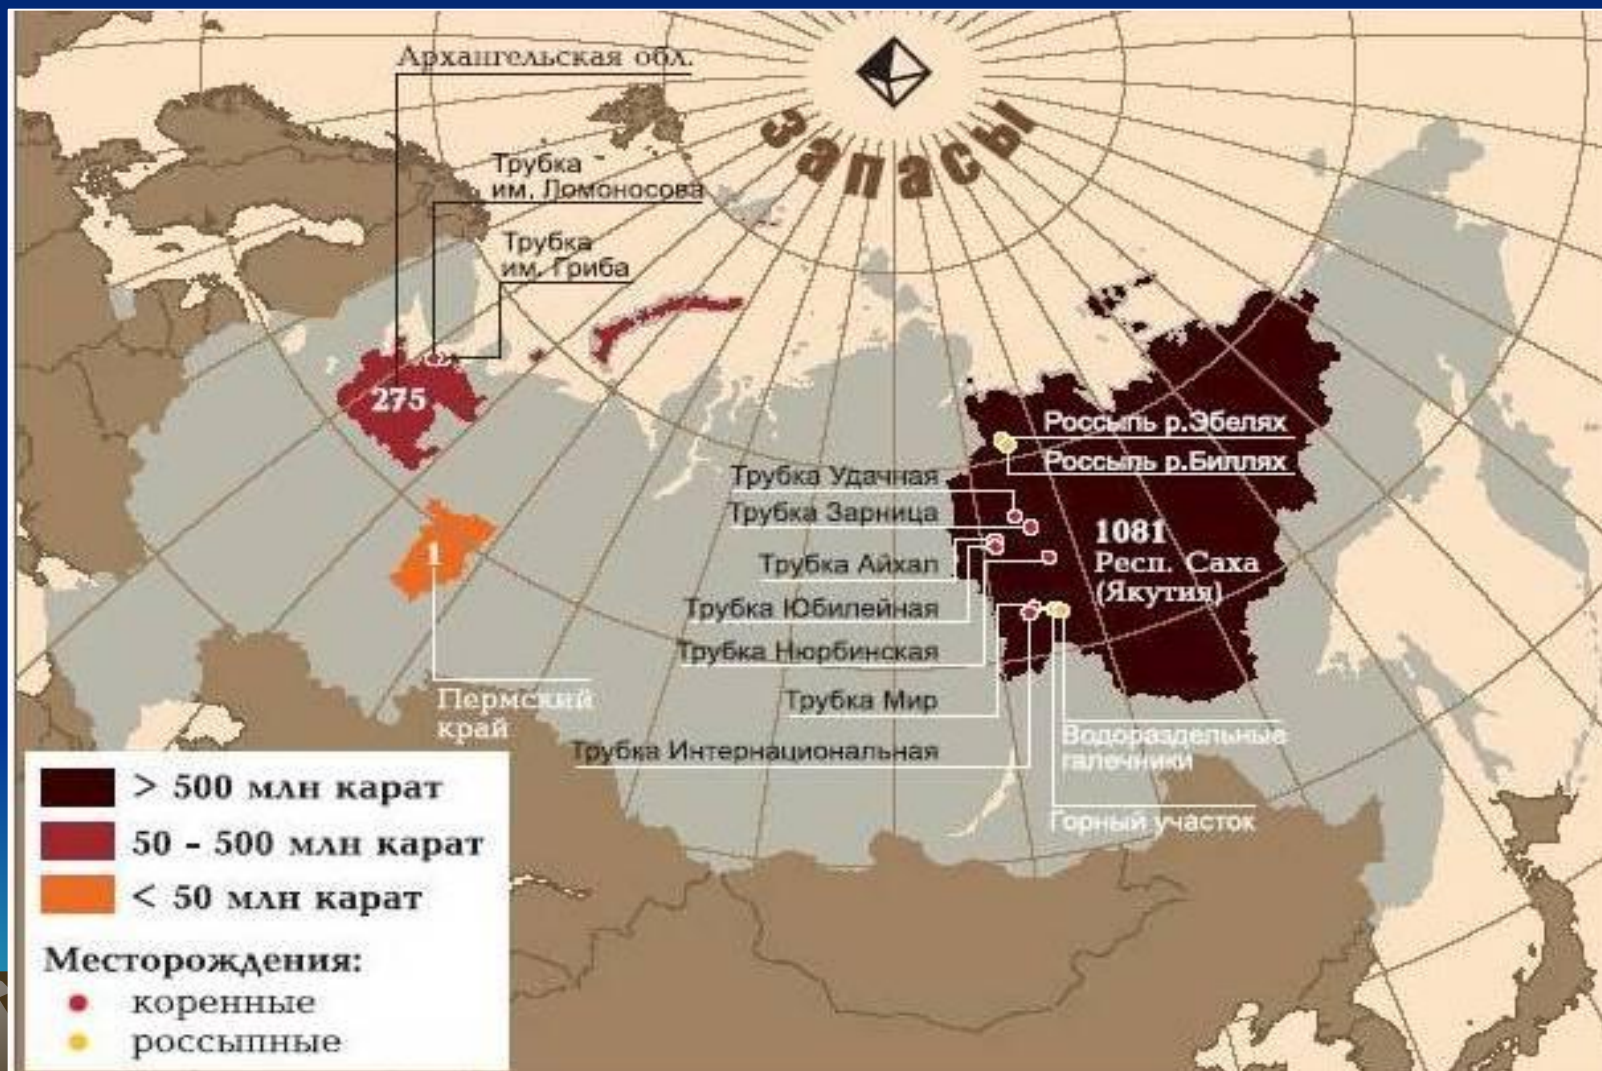 Архангельская обл.
запасы
Трубка
им. Ломоносова
Трубка
им. Гриба
275
Россыпь р.Эбелях
Россыпь р.Биллях
Трубка Удачная
Трубка Зарница
1081
Респ. Саха
(Якутия)
1
Трубка Айхал
Трубка Юбилейная
Трубка Нюрбинская
Трубка Мир
Пермский
край
Трубка Интернациональная
Водораздельные
галечники
Горный участок
> 500 млн карат
50 - 500 млн карат
< 50 млн карат
Месторождения:
коренные
россыпные